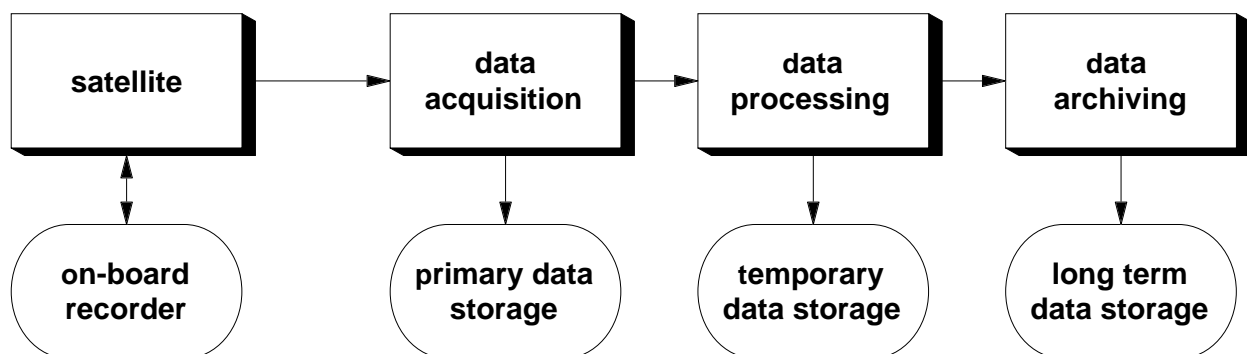 satellite
data
acquisition
data
processing
data
archiving
on-board
recorder
primary data
storage
temporary
data storage
long term
data storage